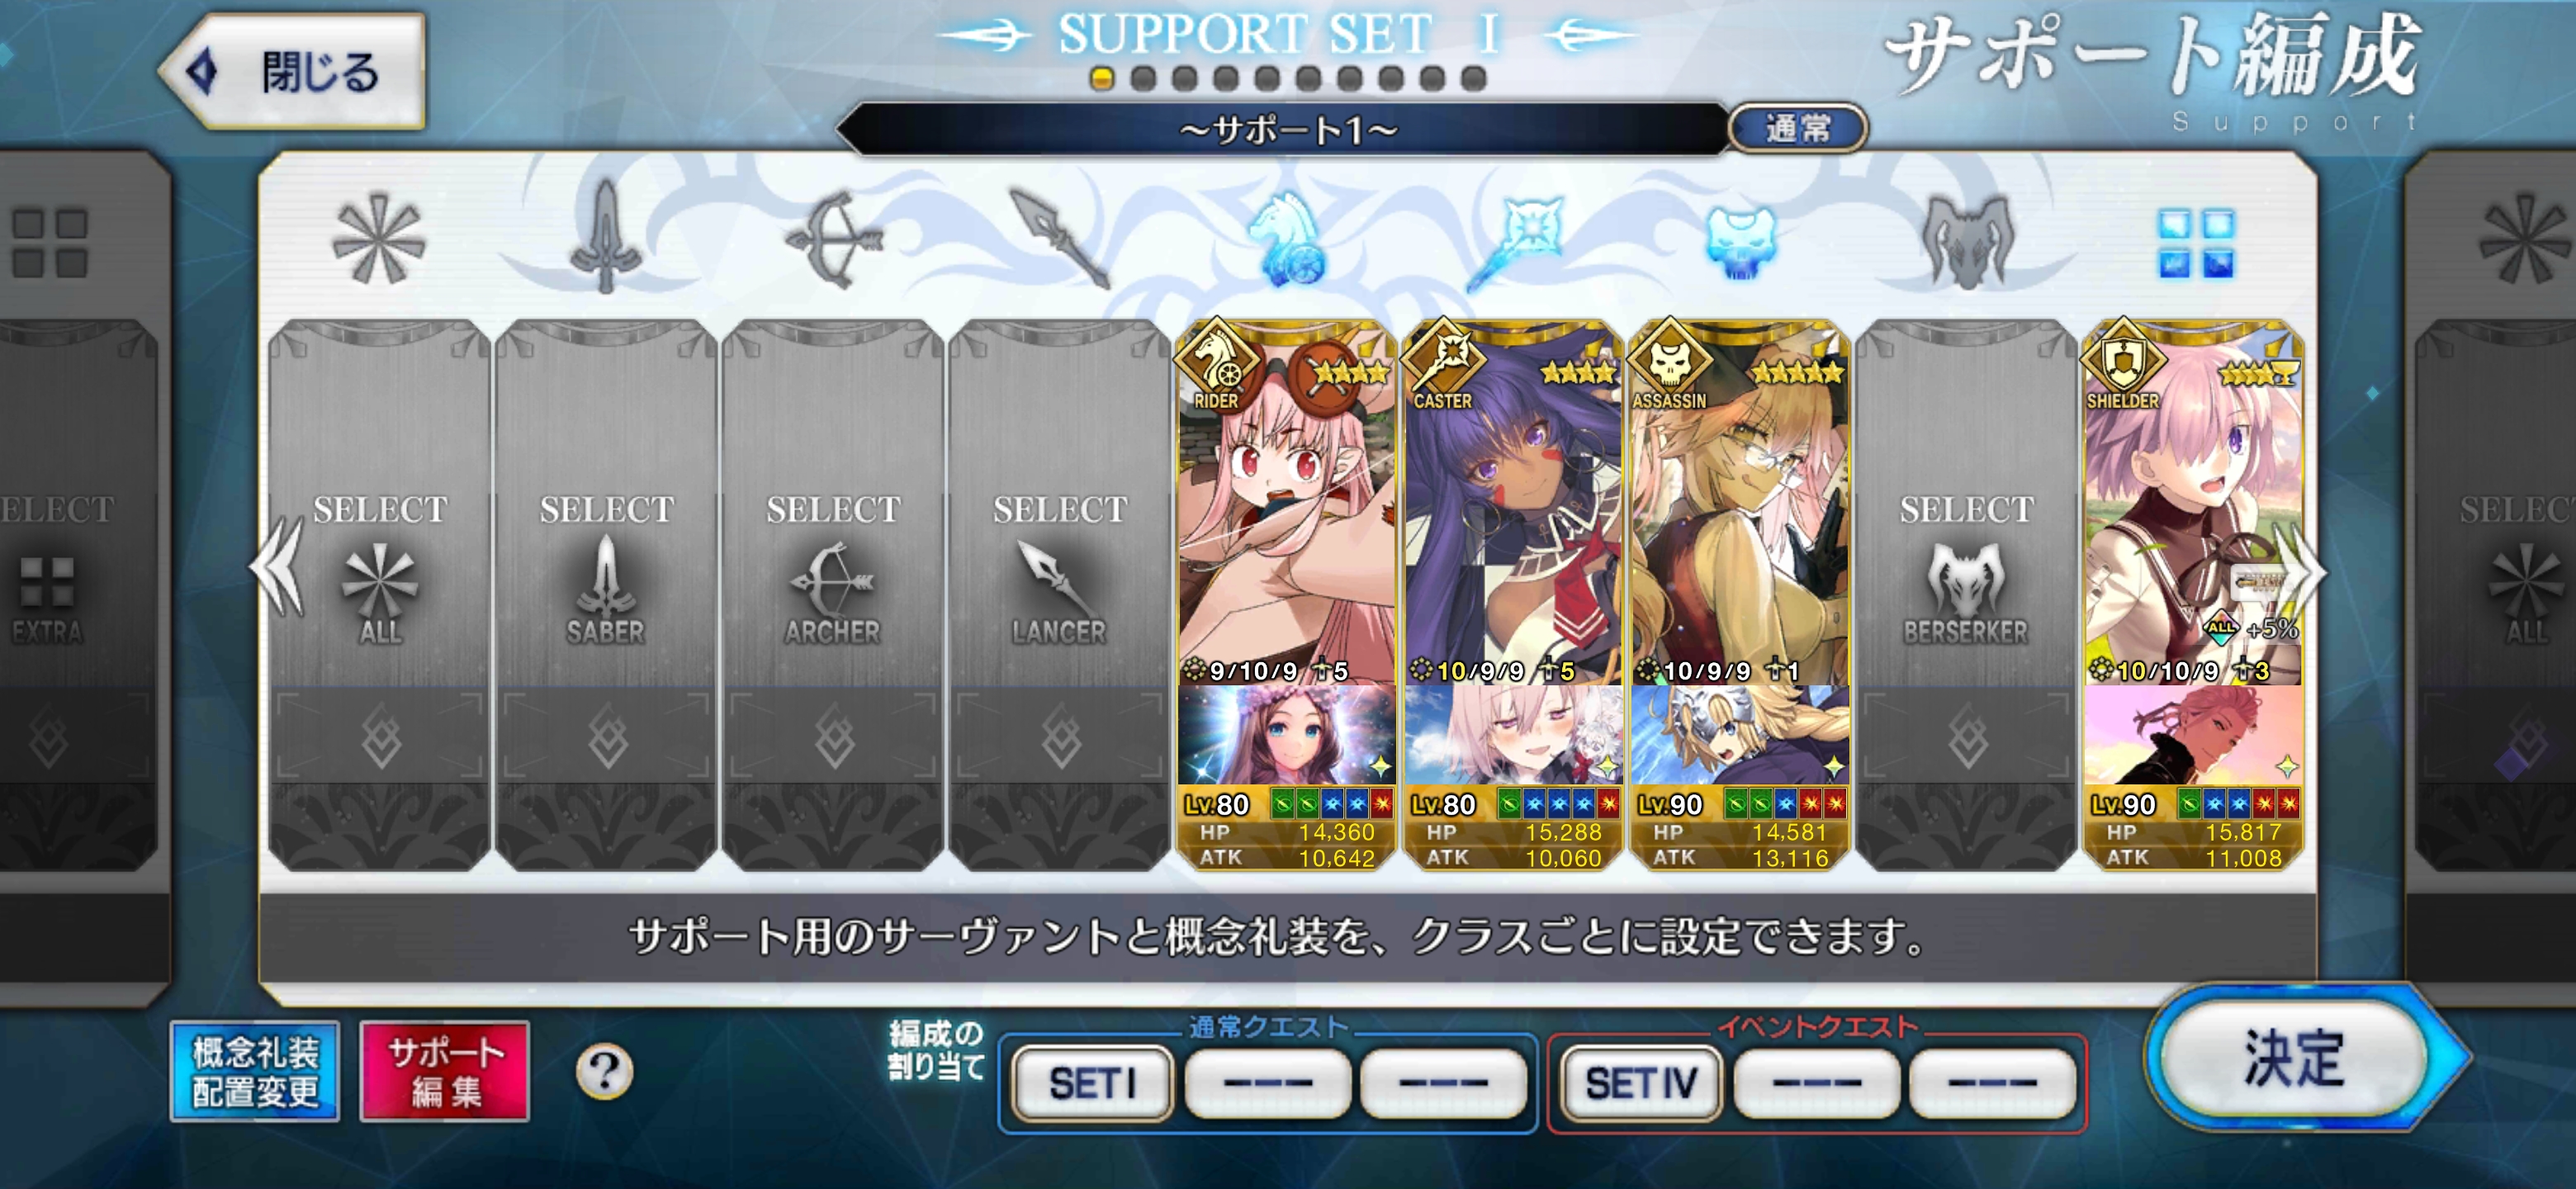 閉じる
SUPPORT SET I
サポート編成
Support
～サポート1～
通常
RIDER
CASTER
ASSASSIN
SHIELDER
ELECT
EXTRA
SELECT
ALL
SELECT
SABER
SELECT
ARCHER
SELECT
LANCER
SELECT
BERSERKER
SELEC
ALL
ALL +5%
9/10/9 5
10/9/9 5
10/9/9 1
10/10/9 3
Lv.80
HP 14,360
ATK 10,642
Lv.80
HP 15,288
ATK 10,060
Lv.90
HP 14,581
ATK 13,116
Lv.90
HP 15,817
ATK 11,008
サポート用のサーヴァントと概念礼装を、クラスごとに設定できます。
概念礼装
配置変更
サポート
編集
?
編成の
割り当て
通常クエスト
SET I
---
---
イベントクエスト
SET IV
---
---
決定